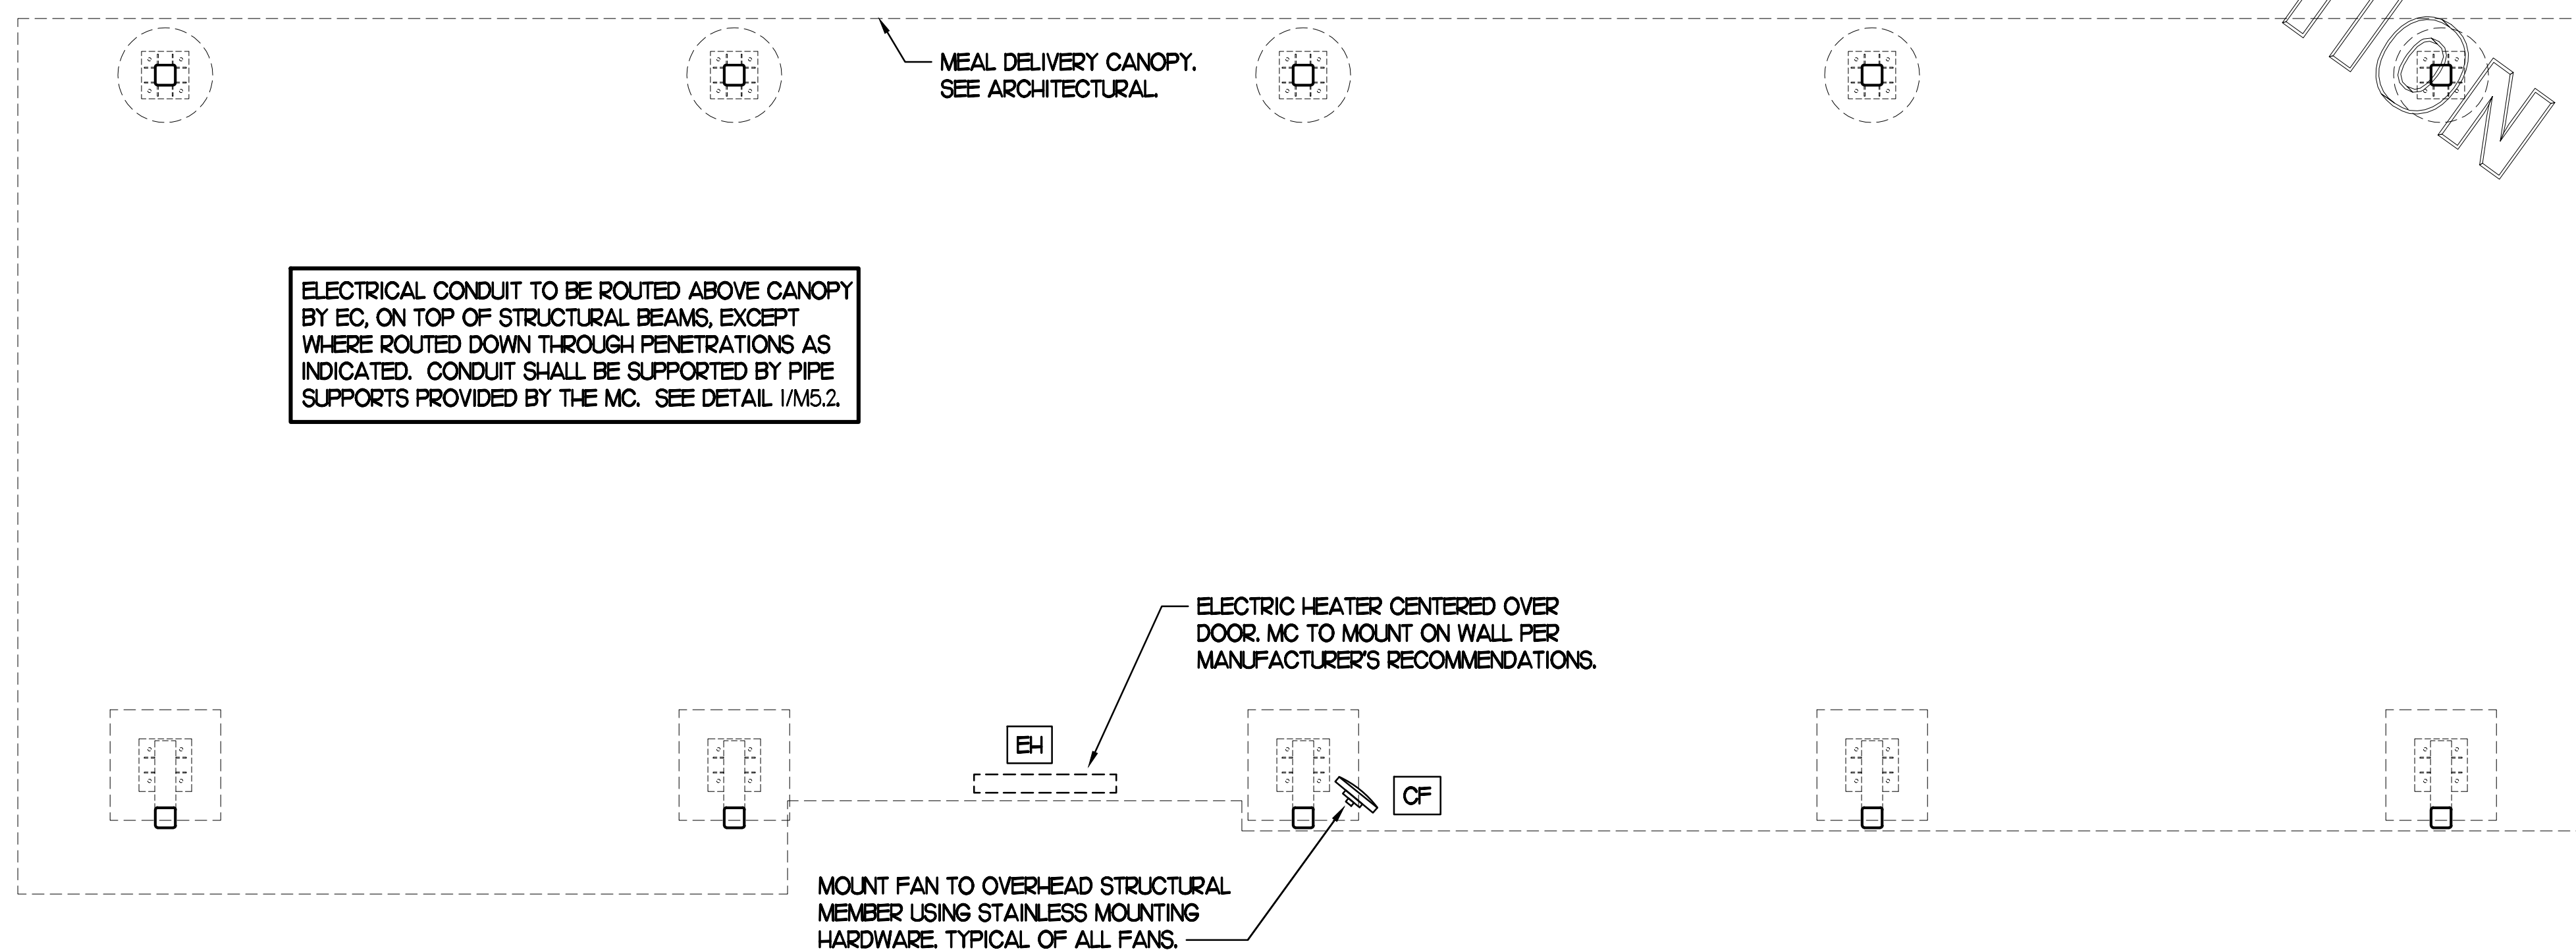 MEAL DELIVERY CANOPY.
SEE ARCHITECTURAL.
ELECTRICAL CONDUIT TO BE ROUTED ABOVE CANOPY
BY EC, ON TOP OF STRUCTURAL BEAMS, EXCEPT
WHERE ROUTED DOWN THROUGH PENETRATIONS AS
INDICATED.  CONDUIT SHALL BE SUPPORTED BY PIPE
SUPPORTS PROVIDED BY THE MC.  SEE DETAIL 1/M5.2.
ELECTRIC HEATER CENTERED OVER
DOOR. MC TO MOUNT ON WALL PER
MANUFACTURER'S RECOMMENDATIONS.
EH
CF
MOUNT FAN TO OVERHEAD STRUCTURAL
MEMBER USING STAINLESS MOUNTING
HARDWARE. TYPICAL OF ALL FANS.